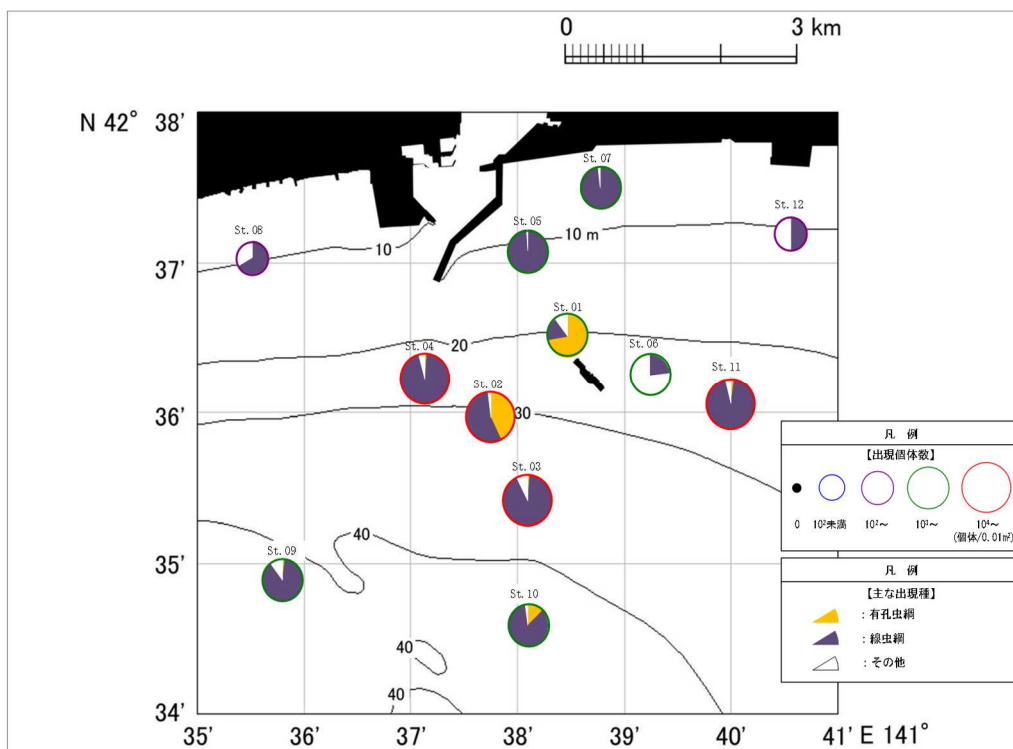 0 3 km
N 42° 38'
St. 07
St. 12
St. 08
St. 05
10
10 m
37'
St. 01
St. 04
20
St. 06
St. 11
St. 02
36'
30
凡 例
【出現個体数】
St. 03
0 10²未満 10²~ 10³~ 10⁴~
(個体/0.01㎡)
40
35'
St. 09
凡 例
【主な出現種】
:有孔虫綱
St. 10
:線虫綱
40
:その他
40
34'
35' 36' 37' 38' 39' 40' 41' E 141°